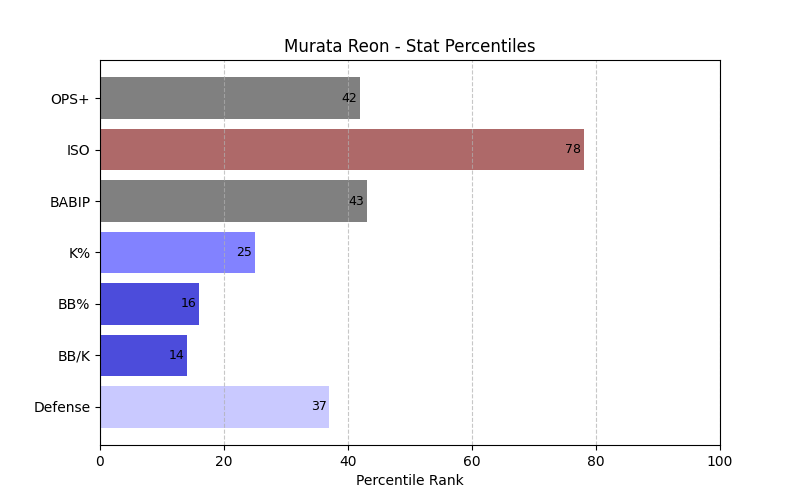 Murata Reon - Stat Percentiles
OPS+ 42
ISO 78
BABIP 43
K% 25
BB% 16
BB/K 14
Defense 37
0 20 40 60 80 100
Percentile Rank